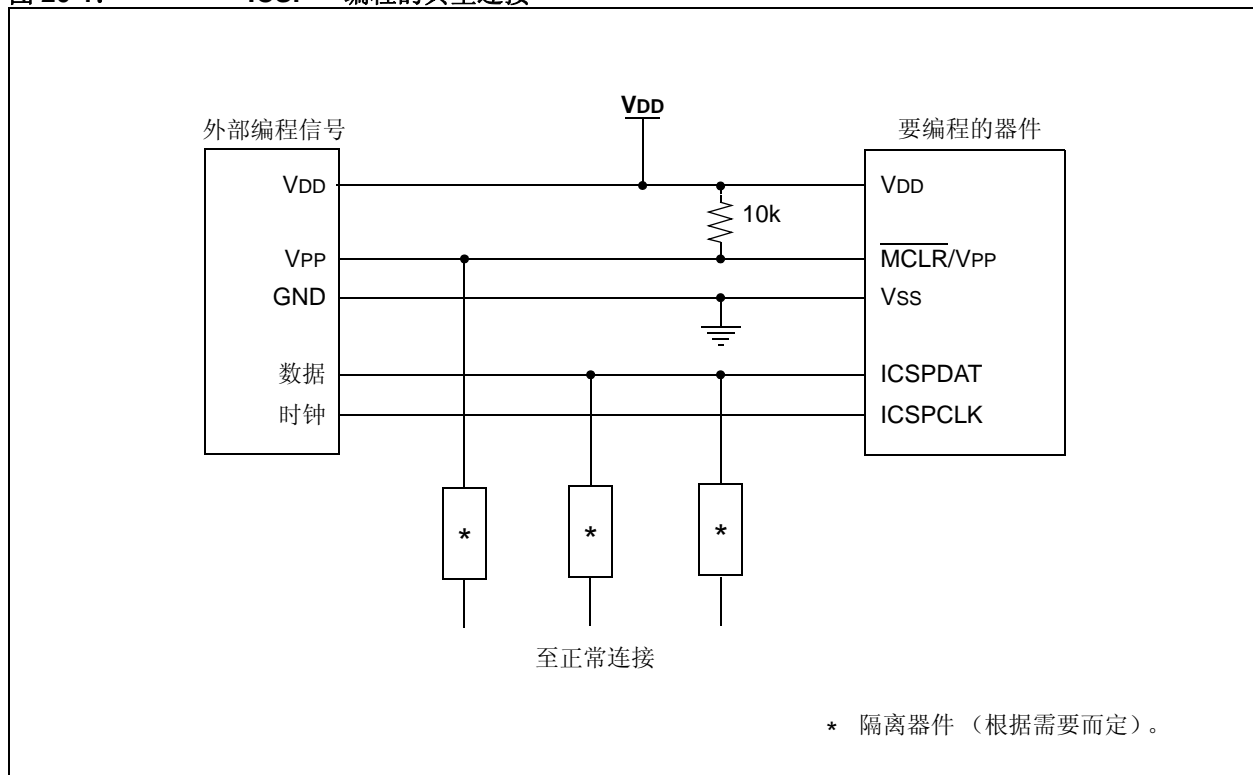 VDD
外部编程信号
要编程的器件
VDD
VDD
10k
VPP
MCLR/VPP
GND
VSS
数据
ICSPDAT
时钟
ICSPCLK
* * *
至正常连接
* 隔离器件 （根据需要而定）。